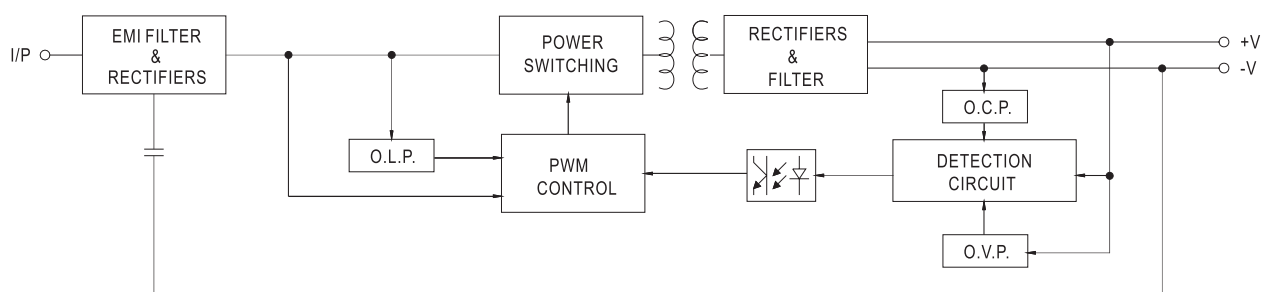 I/P
EMI FILTER
&
RECTIFIERS
POWER
SWITCHING
RECTIFIERS
&
FILTER
+V
-V
O.C.P.
O.L.P.
PWM
CONTROL
DETECTION
CIRCUIT
O.V.P.